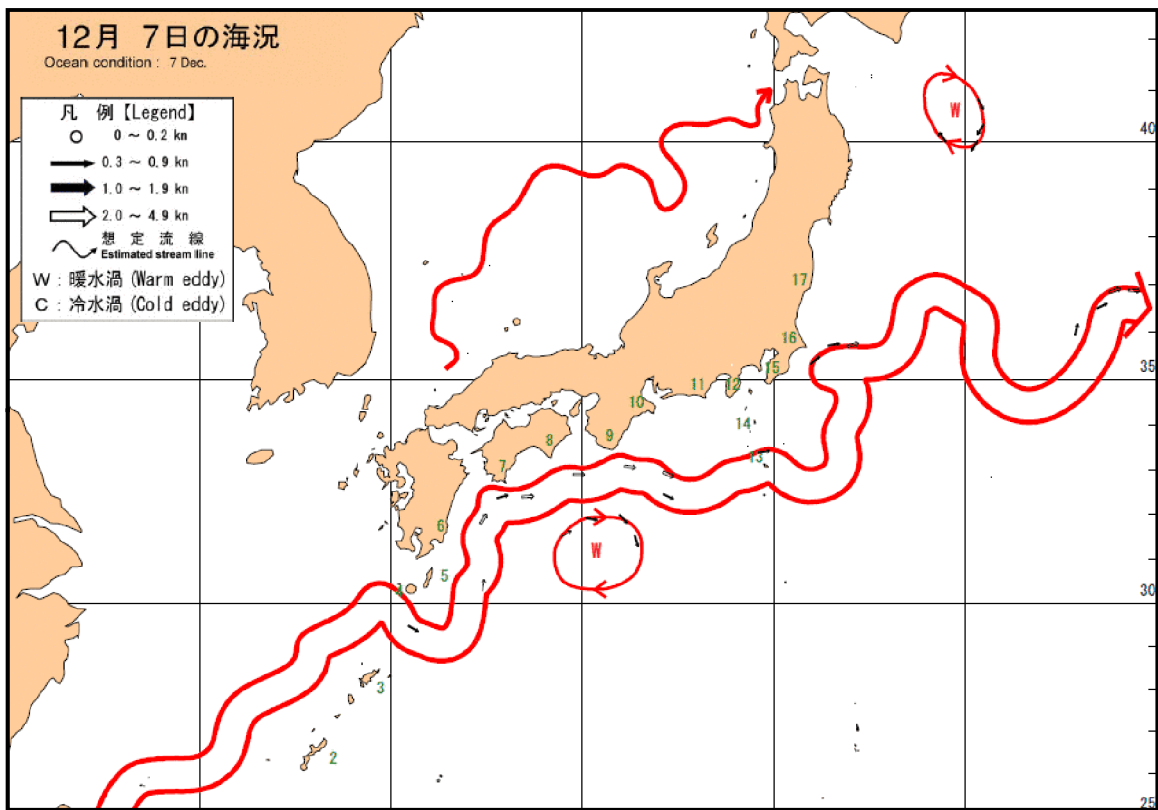 12月 7日の海況
Ocean condition : 7 Dec.
凡 例【Legend】
0 ～ 0.2 kn
0.3 ～ 0.9 kn
1.0 ～ 1.9 kn
2.0 ～ 4.9 kn
想 定 流 線
Estimated stream line
W : 暖水渦 (Warm eddy)
C : 冷水渦 (Cold eddy)
W
40
17
16
15
35
11
12
10
14
9
8
13
7
6
W
5
30
3
2
25